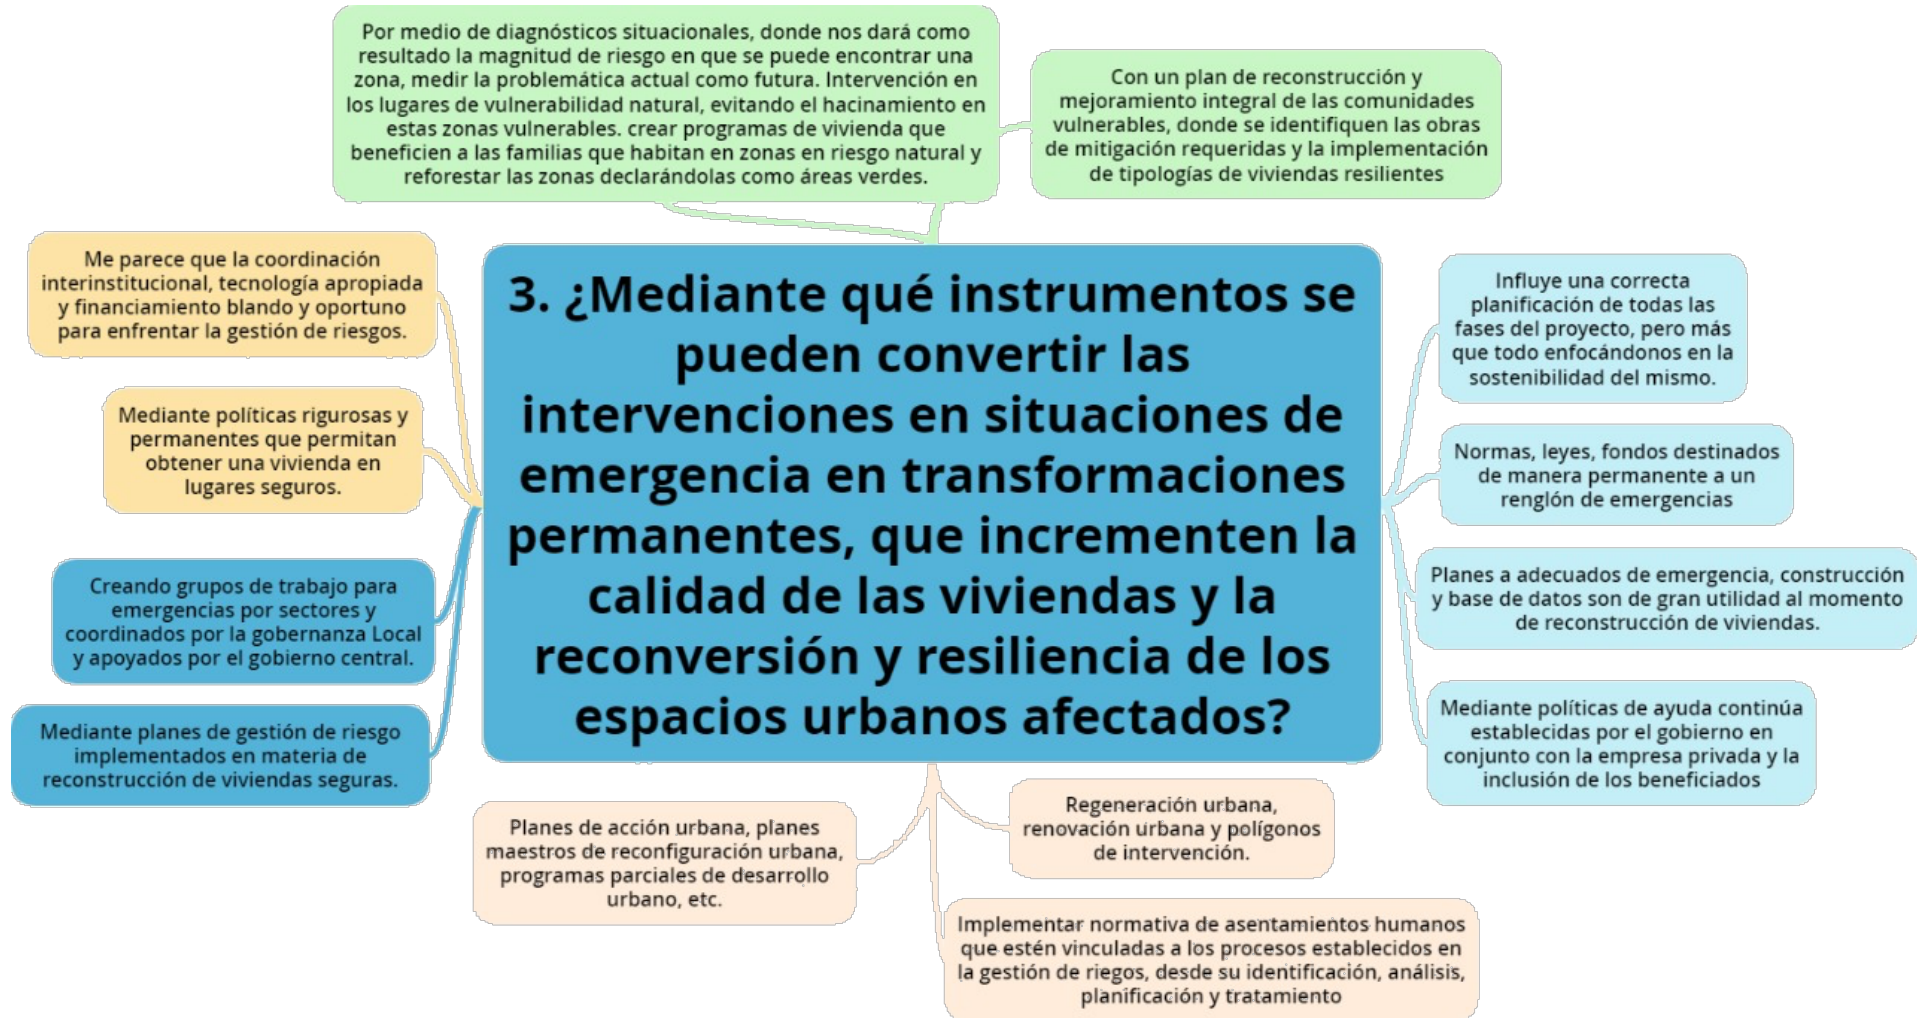 Por medio de diagnósticos situacionales, donde nos dará como
resultado la magnitud de riesgo en que se puede encontrar una
zona, medir la problemática actual como futura. Intervención en
los lugares de vulnerabilidad natural, evitando el hacinamiento en
estas zonas vulnerables. crear programas de vivienda que
beneficien a las familias que habitan en zonas en riesgo natural y
reforestar las zonas declarándolas como áreas verdes.
Con un plan de reconstrucción y
mejoramiento integral de las comunidades
vulnerables, donde se identifiquen las obras
de mitigación requeridas y la implementación
de tipologías de viviendas resilientes
Me parece que la coordinación
interinstitucional, tecnología apropiada
y financiamiento blando y oportuno
para enfrentar la gestión de riesgos.
Mediante políticas rigurosas y
permanentes que permitan
obtener una vivienda en
lugares seguros.
Creando grupos de trabajo para
emergencias por sectores y
coordinados por la gobernanza Local
y apoyados por el gobierno central.
Mediante planes de gestión de riesgo
implementados en materia de
reconstrucción de viviendas seguras.
3. ¿Mediante qué instrumentos se
pueden convertir las
intervenciones en situaciones de
emergencia en transformaciones
permanentes, que incrementen la
calidad de las viviendas y la
reconversión y resiliencia de los
espacios urbanos afectados?
Influye una correcta
planificación de todas las
fases del proyecto, pero más
que todo enfocándonos en la
sostenibilidad del mismo.
Normas, leyes, fondos destinados
de manera permanente a un
renglón de emergencias
Planes a adecuados de emergencia, construcción
y base de datos son de gran utilidad al momento
de reconstrucción de viviendas.
Mediante políticas de ayuda continúa
establecidas por el gobierno en
conjunto con la empresa privada y la
inclusión de los beneficiados
Planes de acción urbana, planes
maestros de reconfiguración urbana,
programas parciales de desarrollo
urbano, etc.
Regeneración urbana,
renovación urbana y polígonos
de intervención.
Implementar normativa de asentamientos humanos
que estén vinculadas a los procesos establecidos en
la gestión de riegos, desde su identificación, análisis,
planificación y tratamiento